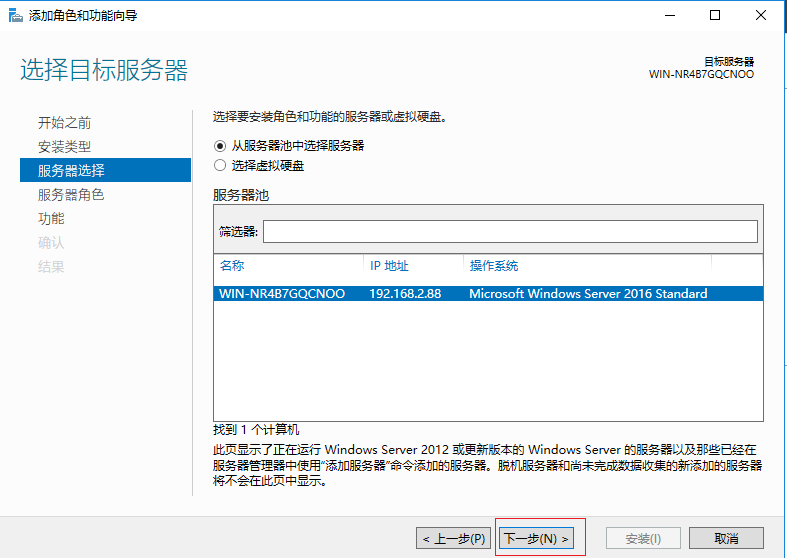 添加角色和功能向导
选择目标服务器
目标服务器
WIN-NR4B7GQCNOO
开始之前
安装类型
服务器选择
服务器角色
功能
确认
结果
选择要安装角色和功能的服务器或虚拟硬盘。
从服务器池中选择服务器
选择虚拟硬盘
服务器池
筛选器:
名称 IP 地址 操作系统
WIN-NR4B7GQCNOO 192.168.2.88 Microsoft Windows Server 2016 Standard
找到 1 个计算机
此页显示了正在运行 Windows Server 2012 或更新版本的 Windows Server 的服务器以及那些已经在
服务器管理器中使用"添加服务器"命令添加的服务器。脱机服务器和尚未完成数据收集的新添加的服务器
将不会在此页中显示。
< 上一步(P) 下一步(N) > 安装(I) 取消